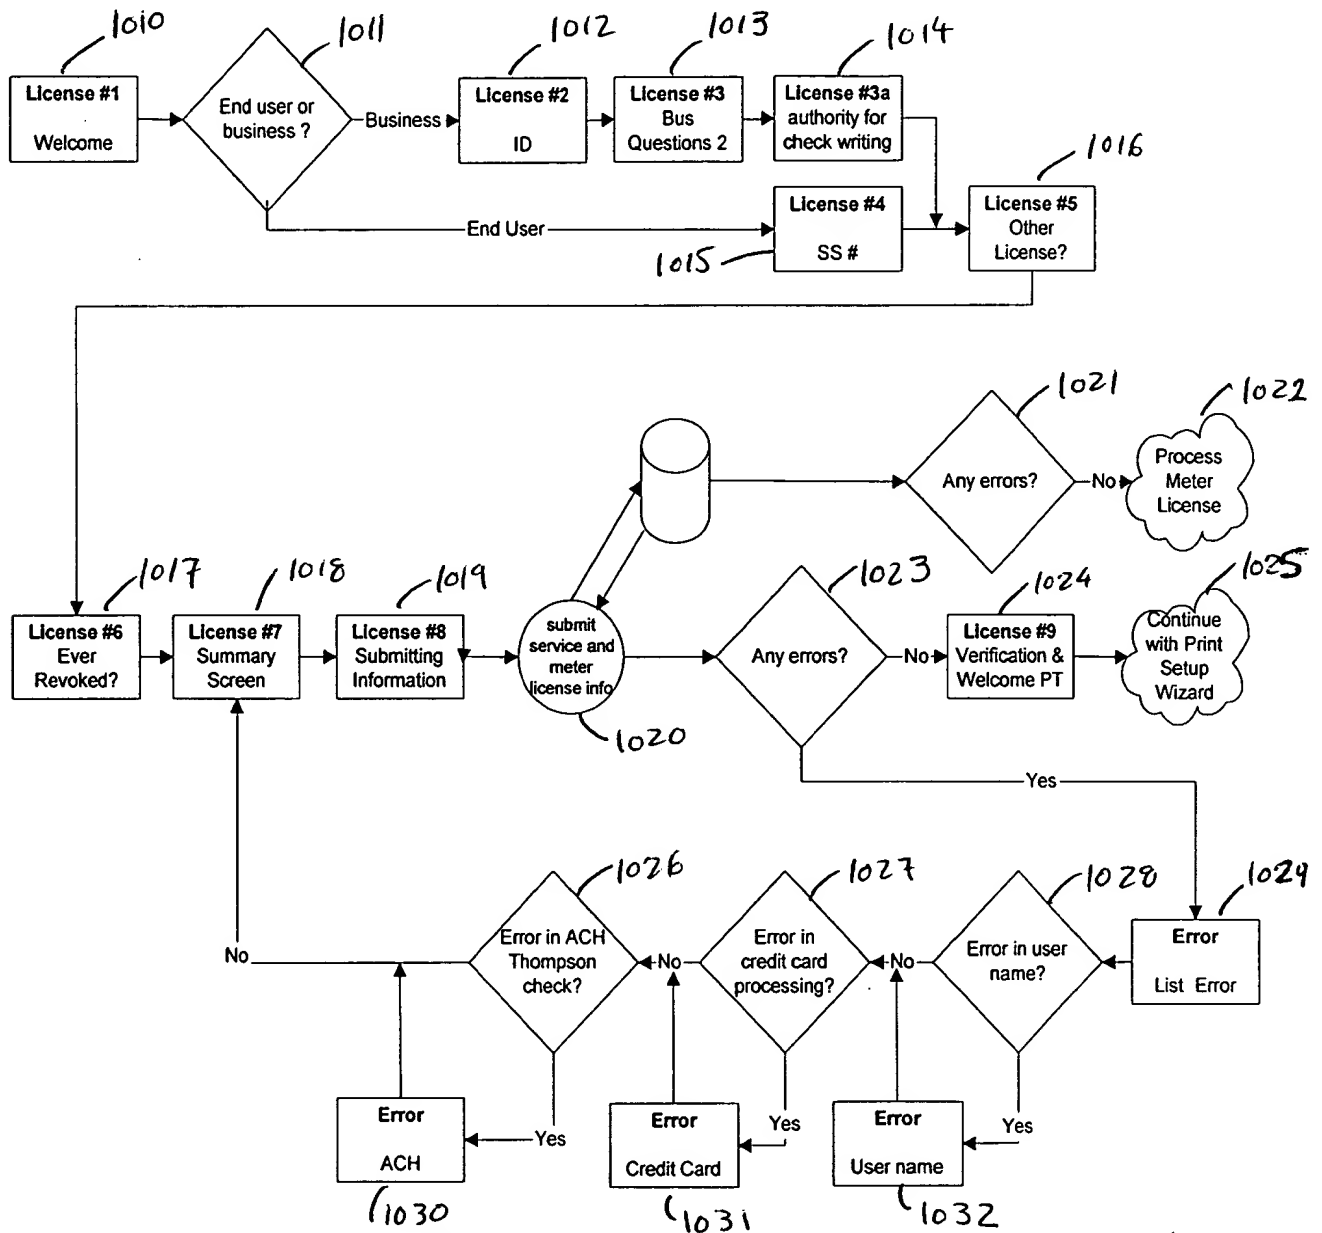 1010
1011
1012
1013
1014
License #1
Welcome
End user or
business ?
Business
License #2
ID
License #3
Bus
Questions 2
License #3a
authority for
check writing
1016
End User
License #4
SS #
1015
License #5
Other
License?
1021
1022
Any errors?
No
Process
Meter
License
1017
1018
1019
1023
1024
1025
License #6
Ever
Revoked?
License #7
Summary
Screen
License #8
Submitting
Information
submit
service and
meter
license info
1020
Any errors?
No
License #9
Verification &
Welcome PT
Continue
with Print
Setup
Wizard
Yes
1026
1027
1028
1029
No
Error in ACH
Thompson
check?
No
Error in
credit card
processing?
No
Error in user
name?
Error
List Error
Error
ACH
Yes
Error
Credit Card
Yes
Error
User name
Yes
1030
1031
1032